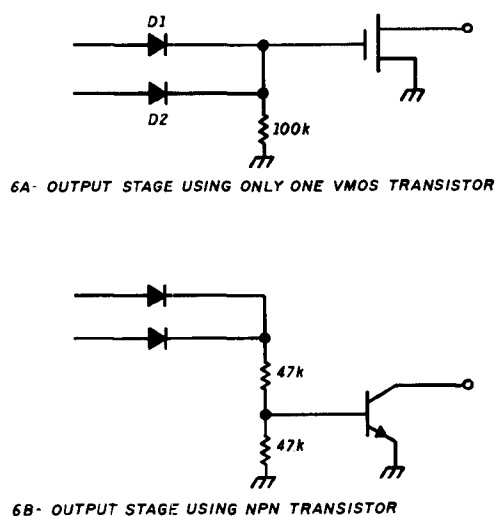 D1
D2
100k
6A- OUTPUT STAGE USING ONLY ONE VMOS TRANSISTOR
47k
47k
6B- OUTPUT STAGE USING NPN TRANSISTOR